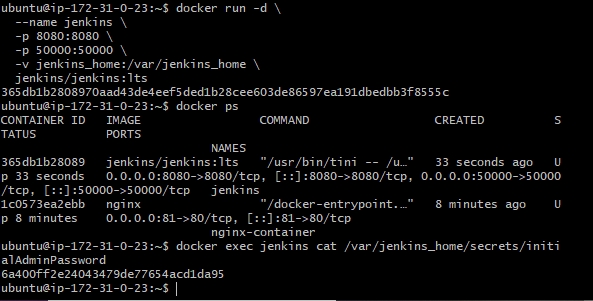 ubuntu@ip-172-31-0-23:~$ docker run -d \
  --name jenkins \
  -p 8080:8080 \
  -p 50000:50000 \
  -v jenkins_home:/var/jenkins_home \
  jenkins/jenkins:lts
365db1b2808970aad43de4eef5ded1b28cee603de86597ea191dbedbb3f8555c
ubuntu@ip-172-31-0-23:~$ docker ps
CONTAINER ID   IMAGE                 COMMAND                  CREATED          S
TATUS          PORTS
                              NAMES
365db1b28089   jenkins/jenkins:lts   "/usr/bin/tini -- /u…"   33 seconds ago   U
p 33 seconds   0.0.0.0:8080->8080/tcp, [::]:8080->8080/tcp, 0.0.0.0:50000->50000
/tcp, [::]:50000->50000/tcp   jenkins
1c0573ea2ebb   nginx                 "/docker-entrypoint.…"   8 minutes ago    U
p 8 minutes    0.0.0.0:81->80/tcp, [::]:81->80/tcp
                              nginx-container
ubuntu@ip-172-31-0-23:~$ docker exec jenkins cat /var/jenkins_home/secrets/initi
alAdminPassword
6a400ff2e24043479de77654acd1da95
ubuntu@ip-172-31-0-23:~$